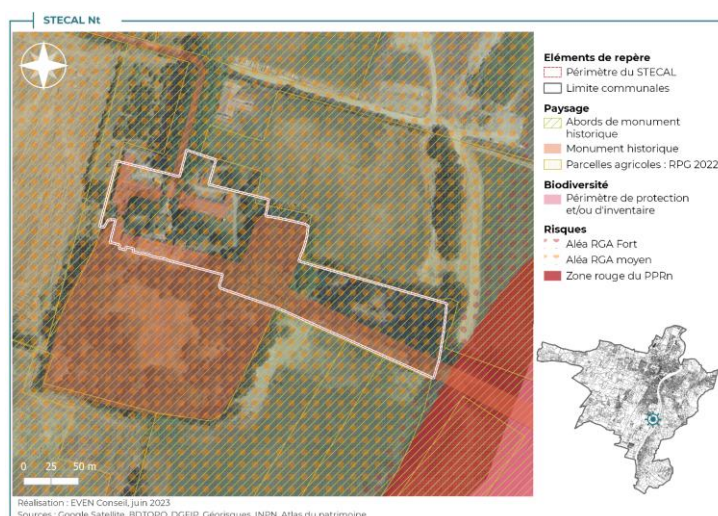 STECAL Nt
Eléments de repère
Périmètre du STECAL
Limite communales
Paysage
Abords de monument
historique
Monument historique
Parcelles agricoles : RPG 2022
Biodiversité
Périmètre de protection
et/ou d'inventaire
Risques
Aléa RGA Fort
Aléa RGA moyen
Zone rouge du PPRn
0 25 50 m
Réalisation : EVEN Conseil, juin 2023
Sources : Google Satellite, BDTOPO, DGFIP, Géorisques, INPN, Atlas du patrimoine